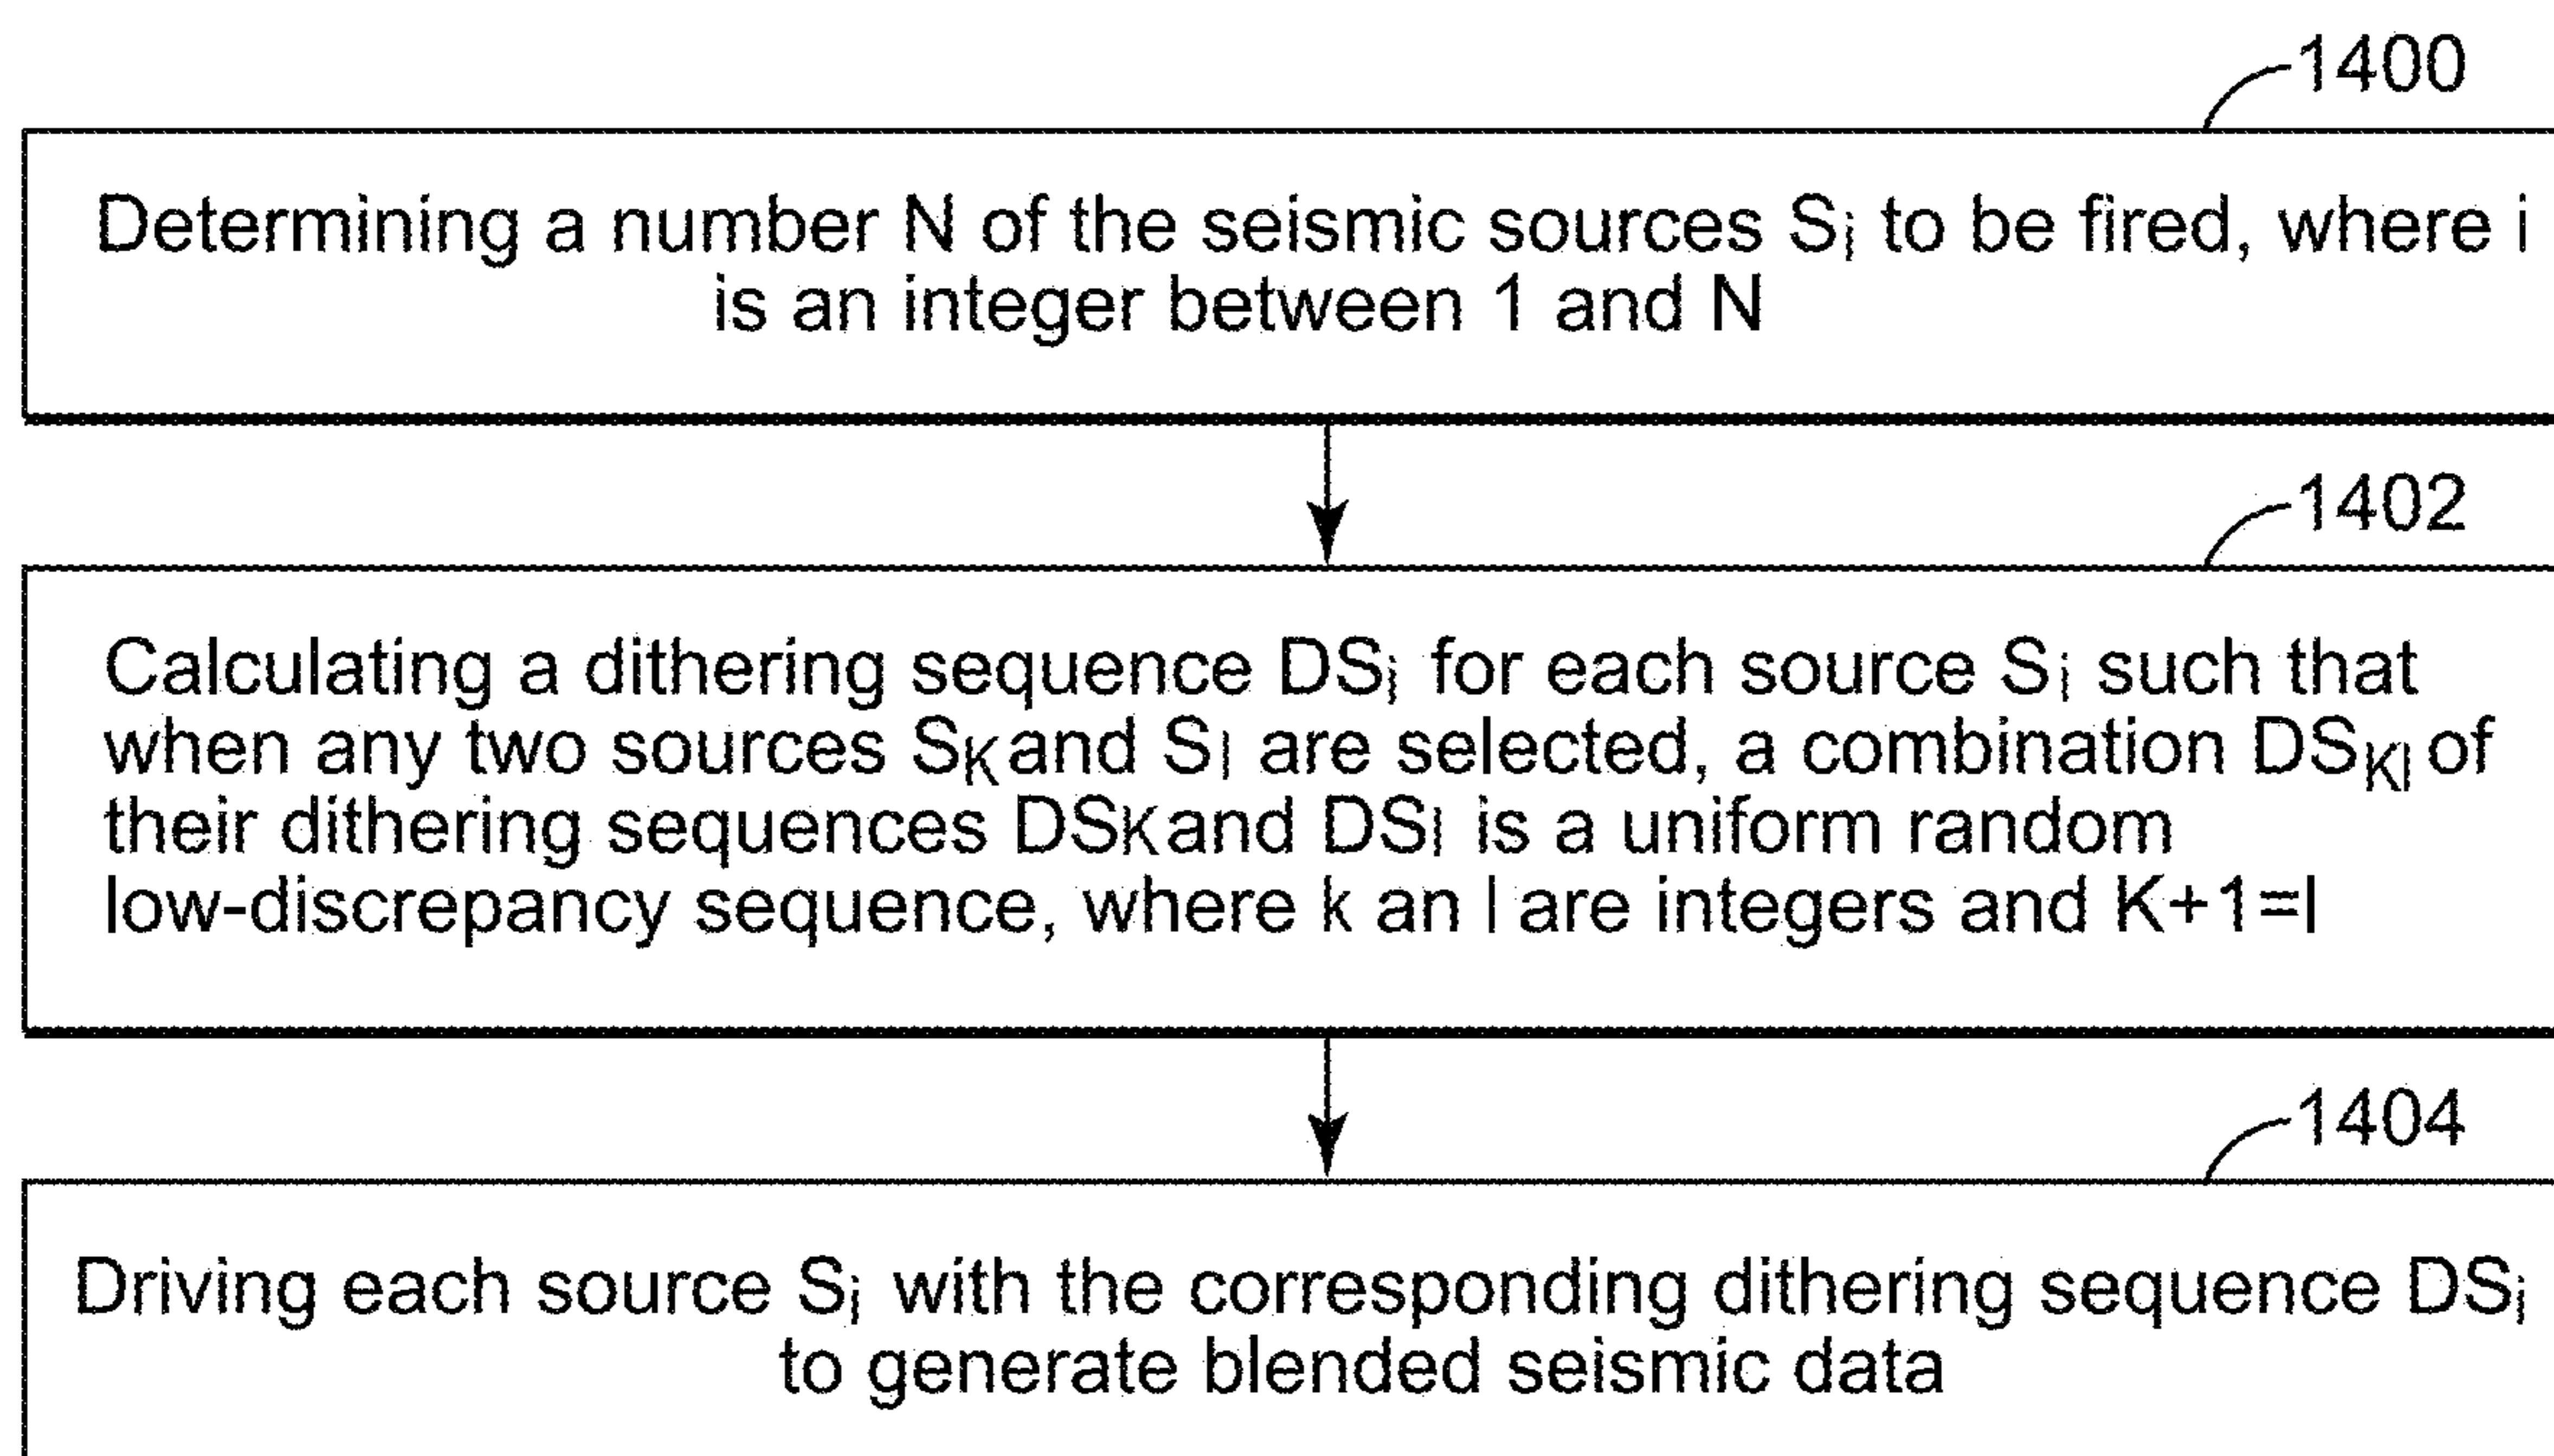 1400
Determining a number N of the seismic sources Si to be fired, where i
is an integer between 1 and N
1402
Calculating a dithering sequence DSi for each source Si such that
when any two sources SK and Sl are selected, a combination DSKl of
their dithering sequences DSK and DSl is a uniform random
low-discrepancy sequence, where k an l are integers and K+1=l
1404
Driving each source Si with the corresponding dithering sequence DSi
to generate blended seismic data